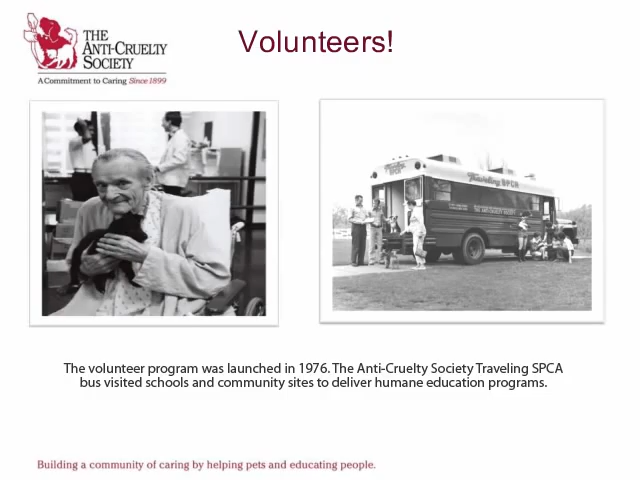 THE
ANTI-CRUELTY
SOCIETY
A Commitment to Caring Since 1899
Volunteers!
Traveling SPCA
The volunteer program was launched in 1976. The Anti-Cruelty Society Traveling SPCA
bus visited schools and community sites to deliver humane education programs.
Building a community of caring by helping pets and educating people.